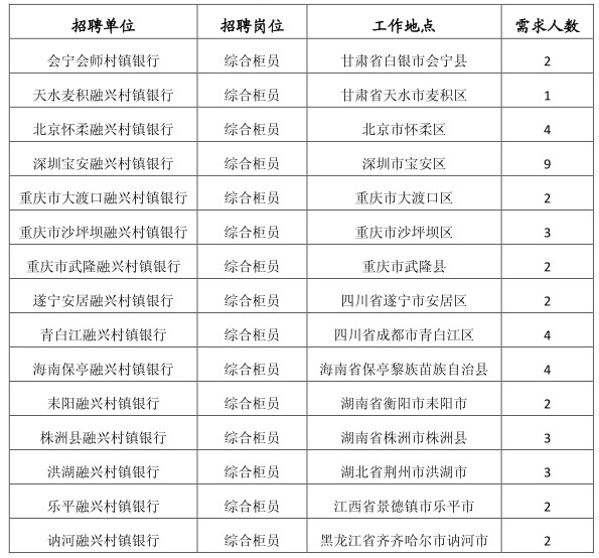 招聘单位 招聘岗位 工作地点 需求人数
会宁会师村镇银行 综合柜员 甘肃省白银市会宁县 2
天水麦积融兴村镇银行 综合柜员 甘肃省天水市麦积区 1
北京怀柔融兴村镇银行 综合柜员 北京市怀柔区 4
深圳宝安融兴村镇银行 综合柜员 深圳市宝安区 9
重庆市大渡口融兴村镇银行 综合柜员 重庆市大渡口区 2
重庆市沙坪坝融兴村镇银行 综合柜员 重庆市沙坪坝区 3
重庆市武隆融兴村镇银行 综合柜员 重庆市武隆县 2
遂宁安居融兴村镇银行 综合柜员 四川省遂宁市安居区 2
青白江融兴村镇银行 综合柜员 四川省成都市青白江区 4
海南保亭融兴村镇银行 综合柜员 海南省保亭黎族苗族自治县 4
耒阳融兴村镇银行 综合柜员 湖南省衡阳市耒阳市 2
株洲县融兴村镇银行 综合柜员 湖南省株洲市株洲县 3
洪湖融兴村镇银行 综合柜员 湖北省荆州市洪湖市 3
乐平融兴村镇银行 综合柜员 江西省景德镇市乐平市 2
讷河融兴村镇银行 综合柜员 黑龙江省齐齐哈尔市讷河市 2